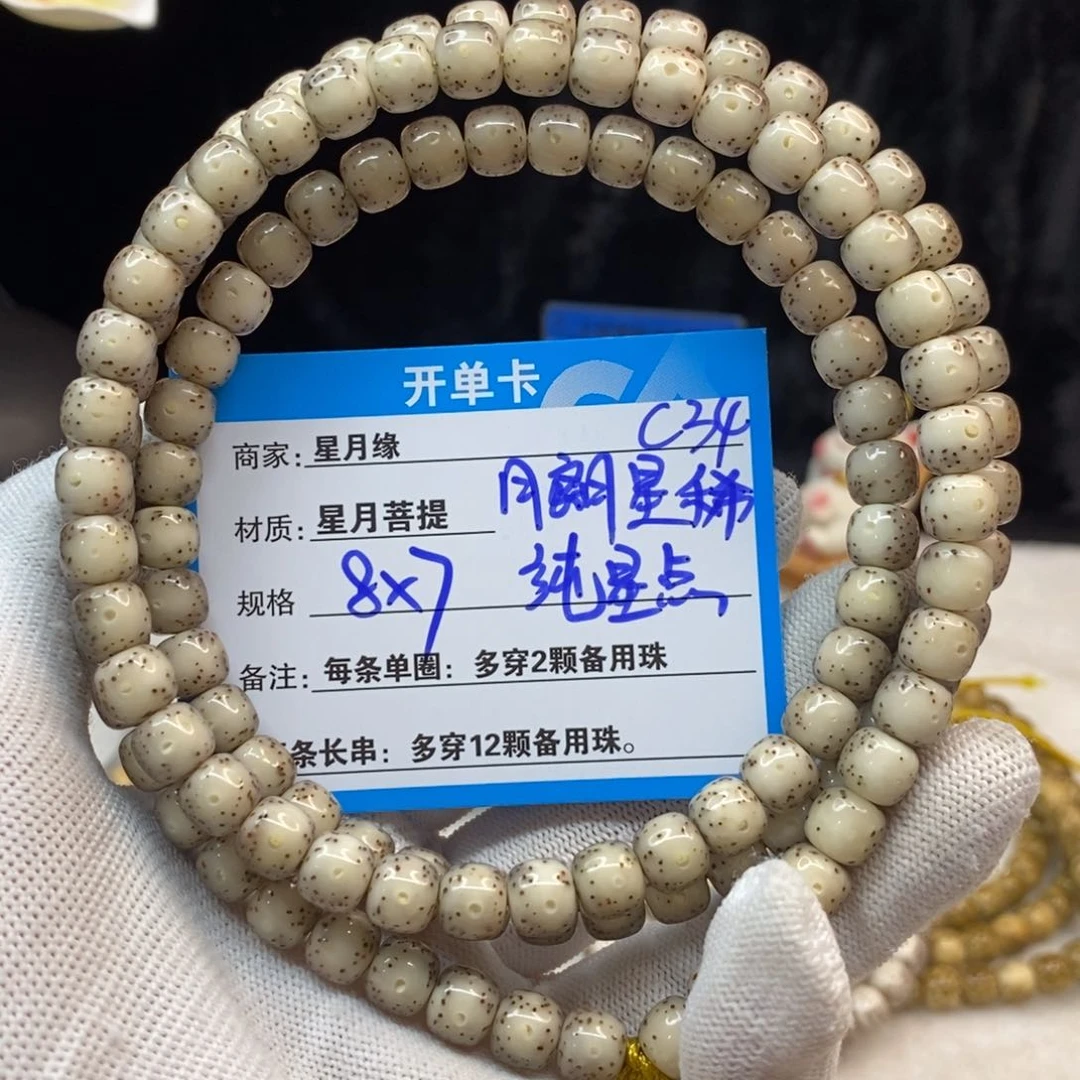 开单卡
C34
商家：星月缘
月朗星稀
材质：星月菩提
规格 8x7 纯星点
备注：每条单圈：多穿2颗备用珠
条长串：多穿12颗备用珠。